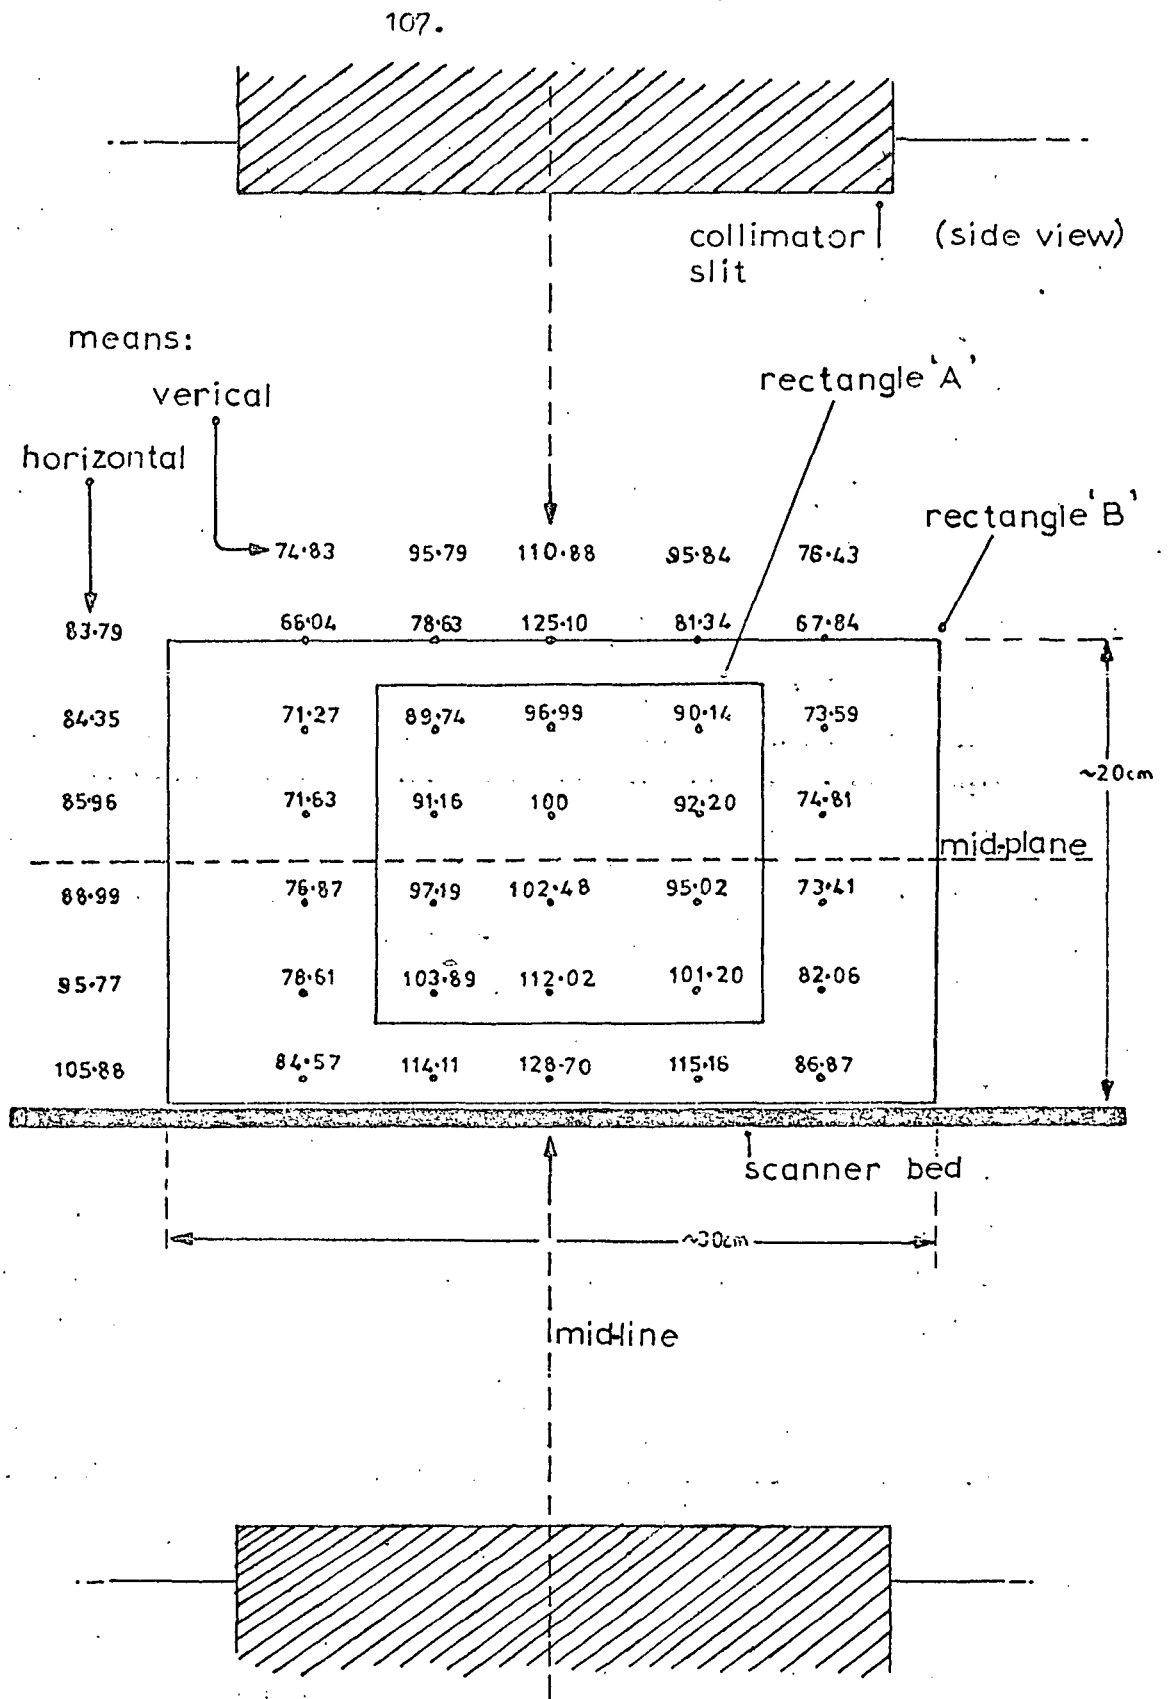 107.
collimator (side view)
slit
means:
verical
horizontal
rectangle 'A'
rectangle 'B'
74·83 95·79 110·88 95·84 76·43
83·79 66·04 78·63 125·10 81·34 67·84
84·35 71·27 89·74 96·99 90·14 73·59
~20cm
85·96 71·63 91·16 100 92·20 74·81
mid-plane
88·99 76·87 97·19 102·48 95·02 73·41
95·77 78·61 103·89 112·02 101·20 82·06
105·88 84·57 114·11 128·70 115·16 86·87
scanner bed
~30cm
mid-line